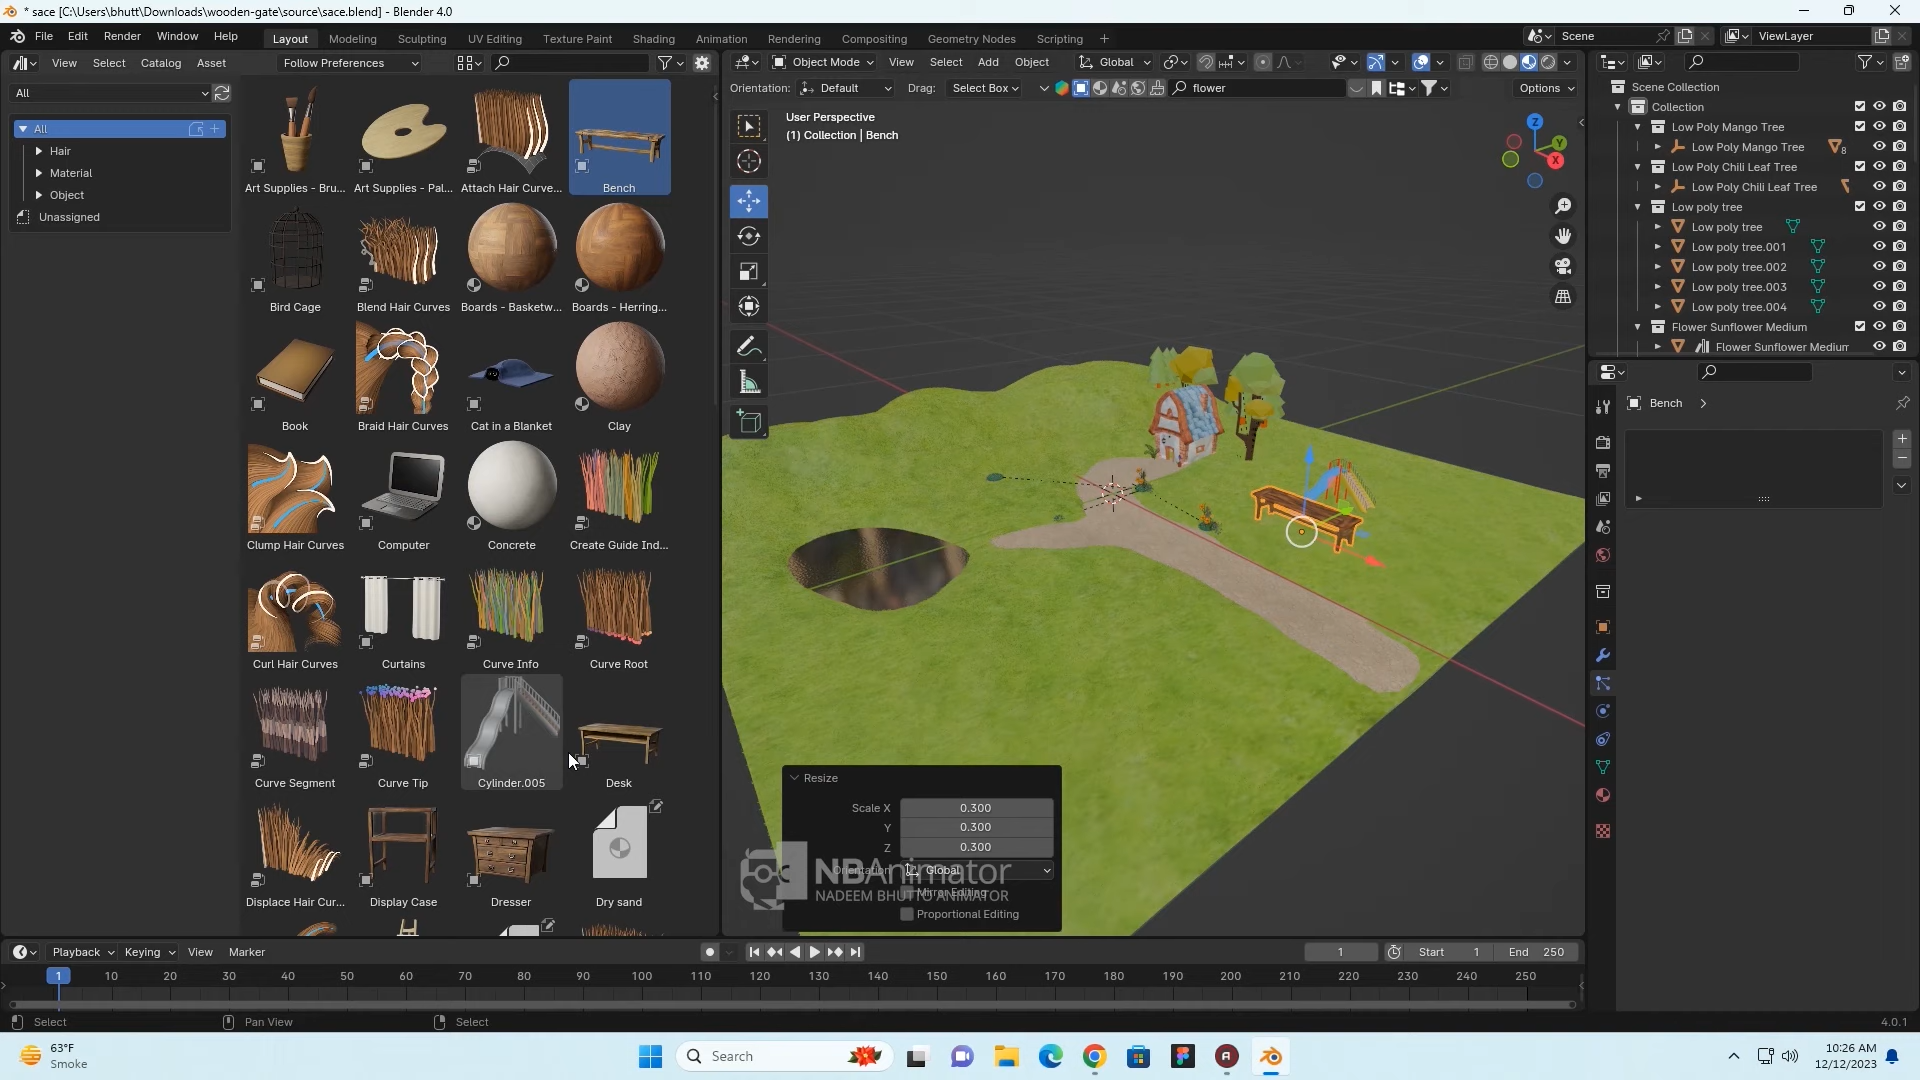 * sace [C:\Users\bhutt\Downloads\wooden-gate\source\sace.blend] - Blender 4.0
File Edit Render Window Help
Layout Modeling Sculpting UV Editing Texture Paint Shading Animation Rendering Compositing Geometry Nodes Scripting +
Scene
ViewLayer
View Select Catalog Asset
Follow Preferences
Object Mode View Select Add Object
Global
Orientation: Default Drag: Select Box
flower
Options
All
All
Hair
Material
Object
Unassigned
Art Supplies - Bru...
Art Supplies - Pal...
Attach Hair Curve...
Bench
Bird Cage
Blend Hair Curves
Boards - Basketw...
Boards - Herring...
Book
Braid Hair Curves
Cat in a Blanket
Clay
Clump Hair Curves
Computer
Concrete
Create Guide Ind...
Curl Hair Curves
Curtains
Curve Info
Curve Root
Curve Segment
Curve Tip
Cylinder.005
Desk
Displace Hair Cur...
Display Case
Dresser
Dry sand
User Perspective
(1) Collection | Bench
Z
Y
X
Resize
Scale X 0.300
Y 0.300
Z 0.300
Orientation Global
Mirror Editing
Proportional Editing
NBAnimator
NADEEM BHUTTO ANIMATOR
Scene Collection
Collection
Low Poly Mango Tree
Low Poly Mango Tree 8
Low Poly Chili Leaf Tree
Low Poly Chili Leaf Tree
Low poly tree
Low poly tree
Low poly tree.001
Low poly tree.002
Low poly tree.003
Low poly tree.004
Flower Sunflower Medium
Flower Sunflower Medium
Bench
Playback Keying View Marker
1
Start 1
End 250
1 10 20 30 40 50 60 70 80 90 100 110 120 130 140 150 160 170 180 190 200 210 220 230 240 250
Select
Pan View
Select
4.0.1
63°F
Smoke
Search
10:26 AM
12/12/2023